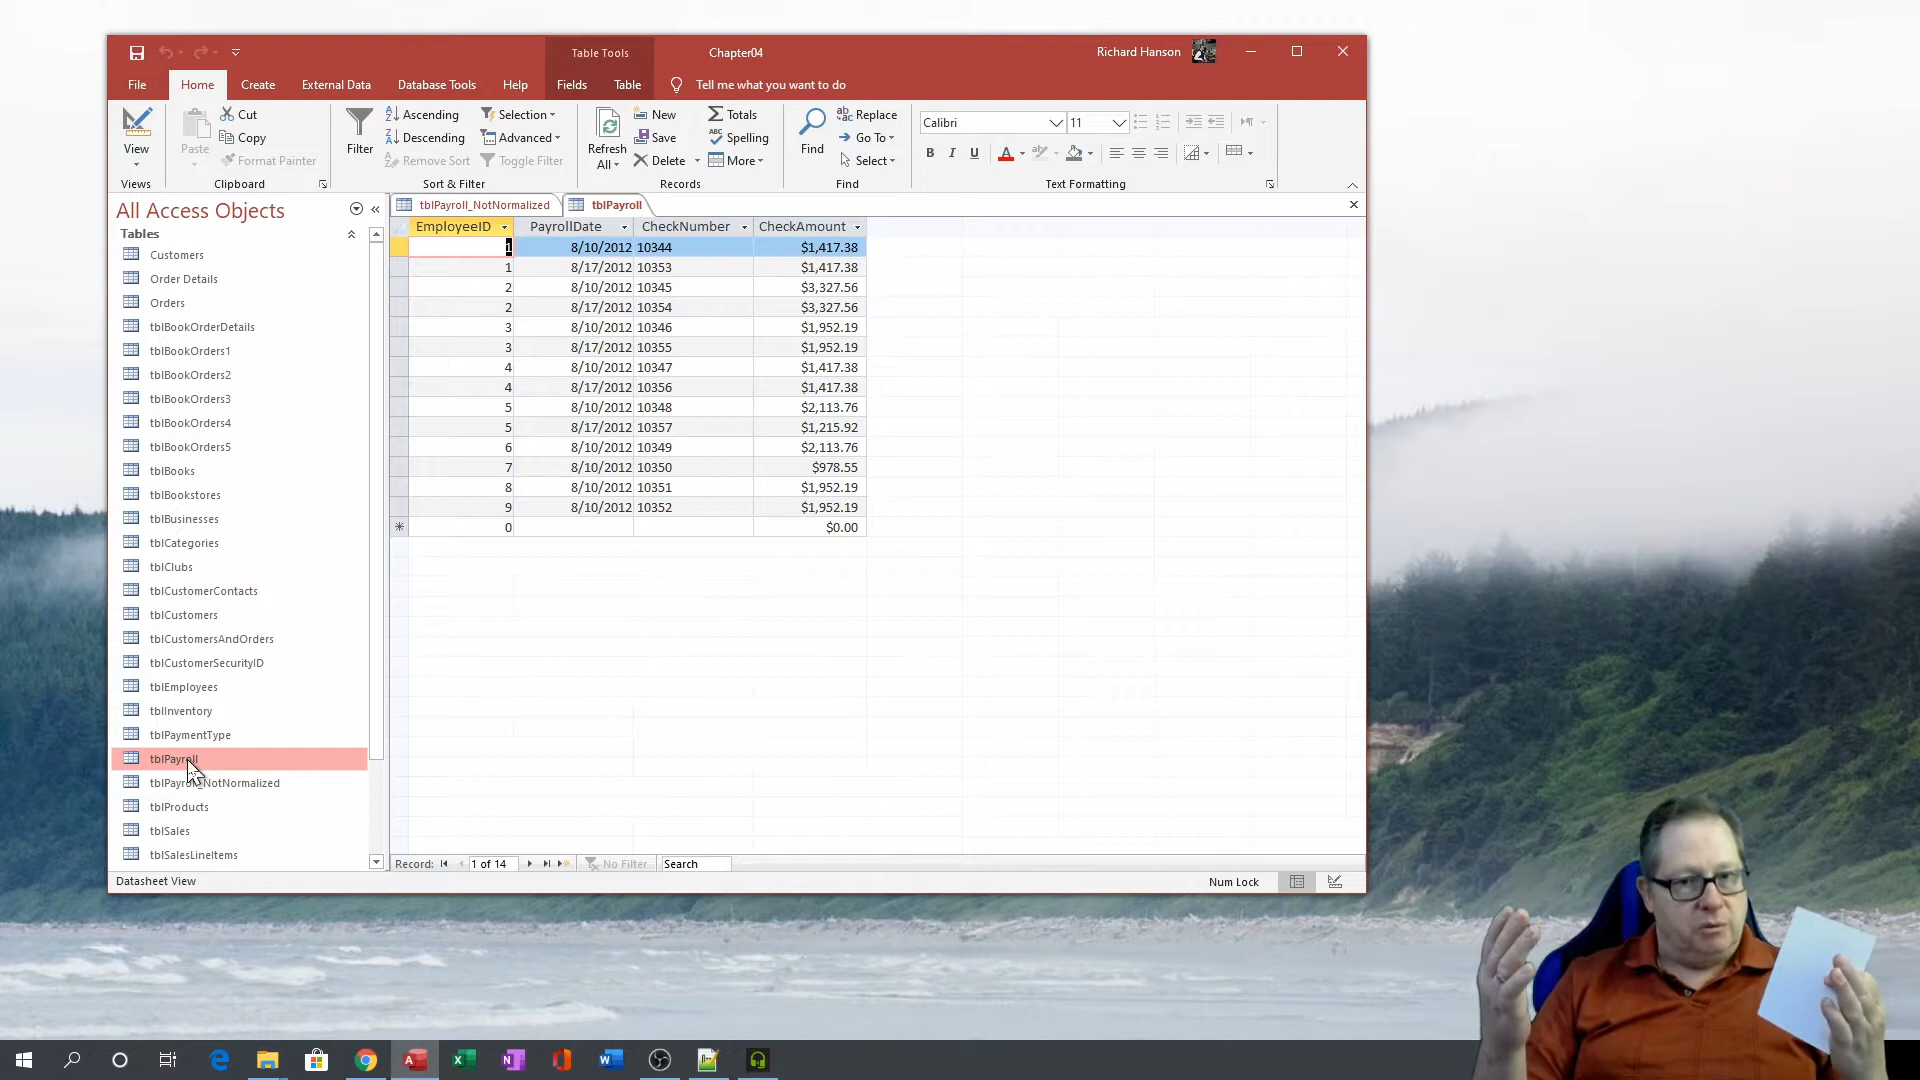 Table Tools
Chapter04
Richard Hanson
File
Home
Create
External Data
Database Tools
Help
Fields
Table
Tell me what you want to do
View
Views
Paste
Cut
Copy
Format Painter
Clipboard
Filter
Ascending
Descending
Remove Sort
Selection
Advanced
Toggle Filter
Sort & Filter
Refresh
All
New
Save
Delete
Totals
Spelling
More
Records
Find
Replace
Go To
Select
Find
Calibri
11
B I U
Text Formatting
All Access Objects
Tables
Customers
Order Details
Orders
tblBookOrderDetails
tblBookOrders1
tblBookOrders2
tblBookOrders3
tblBookOrders4
tblBookOrders5
tblBooks
tblBookstores
tblBusinesses
tblCategories
tblClubs
tblCustomerContacts
tblCustomers
tblCustomersAndOrders
tblCustomerSecurityID
tblEmployees
tblInventory
tblPaymentType
tblPayroll
tblPayroll_NotNormalized
tblProducts
tblSales
tblSalesLineItems
tblPayroll_NotNormalized
tblPayroll
EmployeeID PayrollDate CheckNumber CheckAmount
1 8/10/2012 10344 $1,417.38
1 8/17/2012 10353 $1,417.38
2 8/10/2012 10345 $3,327.56
2 8/17/2012 10354 $3,327.56
3 8/10/2012 10346 $1,952.19
3 8/17/2012 10355 $1,952.19
4 8/10/2012 10347 $1,417.38
4 8/17/2012 10356 $1,417.38
5 8/10/2012 10348 $2,113.76
5 8/17/2012 10357 $1,215.92
6 8/10/2012 10349 $2,113.76
7 8/10/2012 10350 $978.55
8 8/10/2012 10351 $1,952.19
9 8/10/2012 10352 $1,952.19
0 $0.00
Record: 1 of 14 No Filter Search
Datasheet View
Num Lock